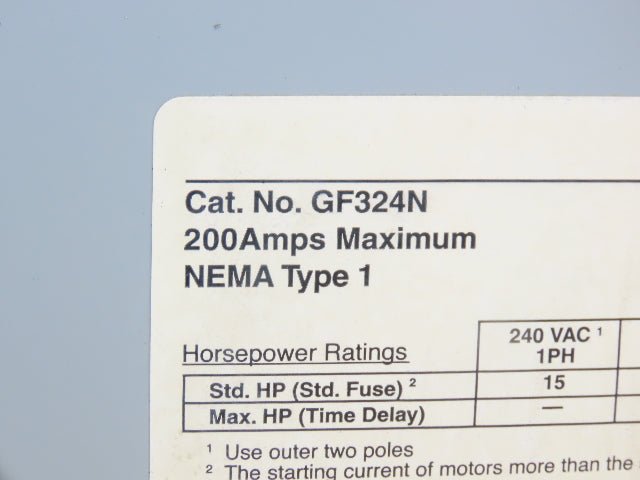 Cat. No. GF324N
200Amps Maximum
NEMA Type 1
240 VAC ¹
Horsepower Ratings 1PH
Std. HP (Std. Fuse) ² 15
Max. HP (Time Delay) —
¹ Use outer two poles
² The starting current of motors more than the